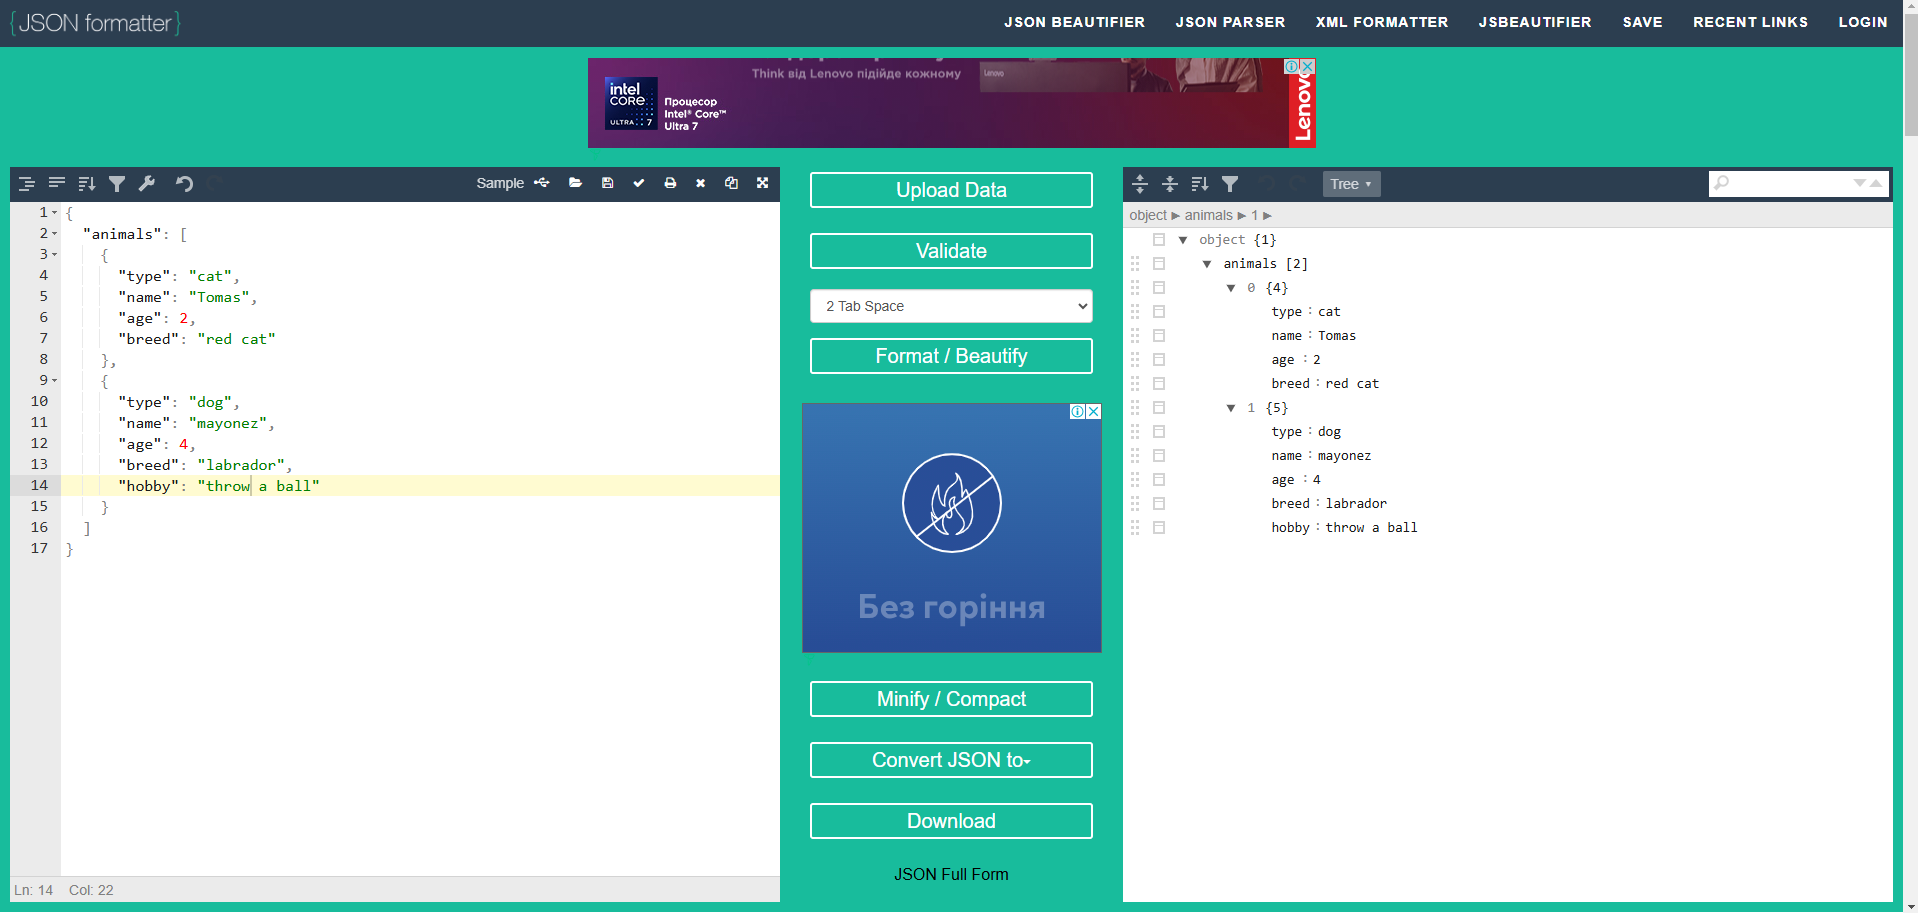 {JSON formatter}
JSON BEAUTIFIER
JSON PARSER
XML FORMATTER
JSBEAUTIFIER
SAVE
RECENT LINKS
LOGIN
Think від Lenovo підійде кожному
Lenovo
intel
CORE
ULTRA 7
Процесор
Intel® Core™
Ultra 7
Lenovo
Sample
1 {
2 "animals": [
3 {
4 "type": "cat",
5 "name": "Tomas",
6 "age": 2,
7 "breed": "red cat"
8 },
9 {
10 "type": "dog",
11 "name": "mayonez",
12 "age": 4,
13 "breed": "labrador",
14 "hobby": "throw a ball"
15 }
16 ]
17 }
Ln: 14 Col: 22
Upload Data
Validate
2 Tab Space
Format / Beautify
Без горіння
Minify / Compact
Convert JSON to
Download
JSON Full Form
Tree
object ► animals ► 1 ►
object {1}
animals [2]
0 {4}
type : cat
name : Tomas
age : 2
breed : red cat
1 {5}
type : dog
name : mayonez
age : 4
breed : labrador
hobby : throw a ball